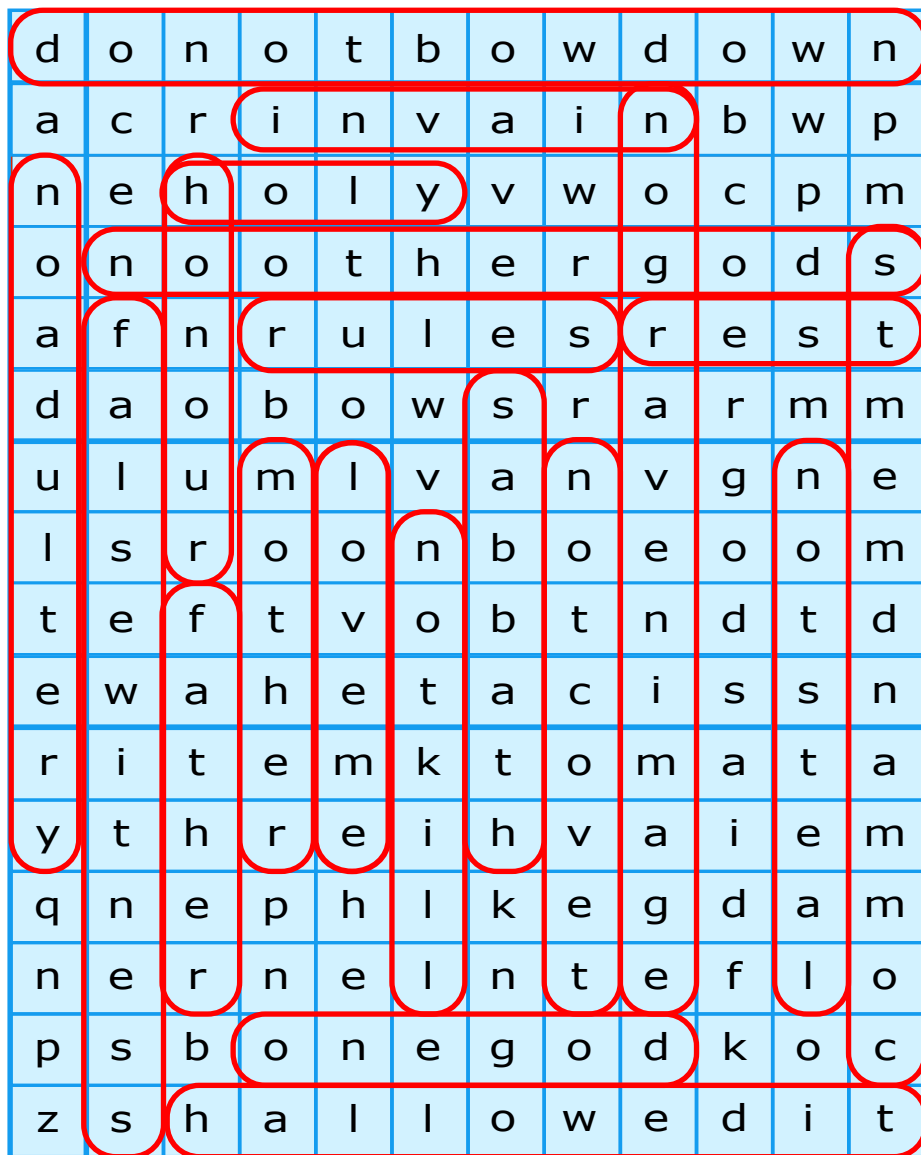 d o n o t b o w d o w n
a c r i n v a i n b w p
n e h o l y v w o c p m
o n o o t h e r g o d s
a f n r u l e s r e s t
d a o b o w s r a r m m
u l u m l v a n v g n e
l s r o o n b o e o o m
t e f t v o b t n d t d
e w a h e t a c i s s n
r i t e m k t o m a t a
y t h r e i h v a i e m
q n e p h l k e g d a m
n e r n e l n t e f l o
p s b o n e g o d k o c
z s h a l l o w e d i t